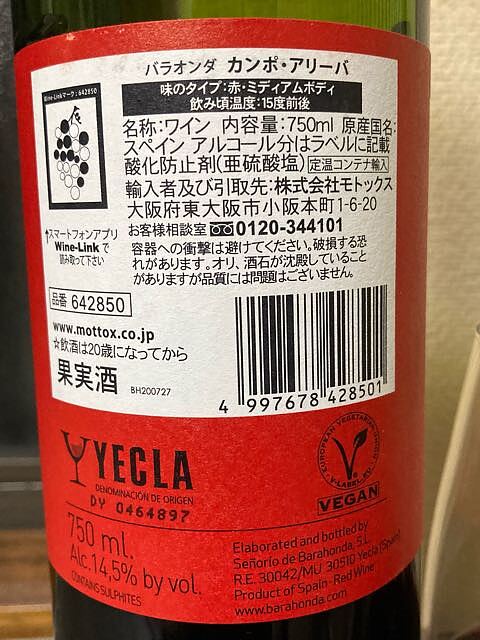 バラオンダ カンポ・アリーバ
味のタイプ:赤・ミディアムボディ
飲み頃温度:15度前後
Wine-Linkマーク:642850
名称:ワイン 内容量:750ml 原産国名:
スペイン アルコール分はラベルに記載
酸化防止剤(亜硫酸塩) 定温コンテナ輸入
輸入者及び引取先:株式会社モトックス
大阪府東大阪市小阪本町1-6-20
お客様相談室 0120-344101
↑スマートフォンアプリ
Wine-Linkで
読み取って下さい
容器への衝撃は避けてください。破損する恐
れがあります。オリ、酒石が沈殿していること
がありますが品質には問題はございません。
品番 642850
www.mottox.co.jp
☆飲酒は20歳になってから
果実酒
BH200727
4 997678 428501
YECLA
DENOMINACIÓN DE ORIGEN
DY 0464897
EUROPEAN VEGETARIAN UNION
V-LABEL.EU
VEGAN
750 ml.
Alc.14,5% by vol.
CONTAINS SULPHITES
Elaborated and bottled by
Señorío de Barahonda, S.L.
R.E. 30042/MU 30510 Yecla (Spain)
Product of Spain - Red Wine
www.barahonda.com